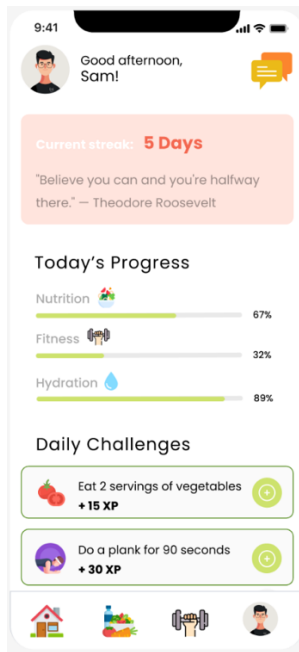 9:41
Good afternoon,
Sam!
Current streak: 5 Days
"Believe you can and you're halfway
there." — Theodore Roosevelt
Today's Progress
Nutrition
67%
Fitness
32%
Hydration
89%
Daily Challenges
Eat 2 servings of vegetables
+ 15 XP
Do a plank for 90 seconds
+ 30 XP